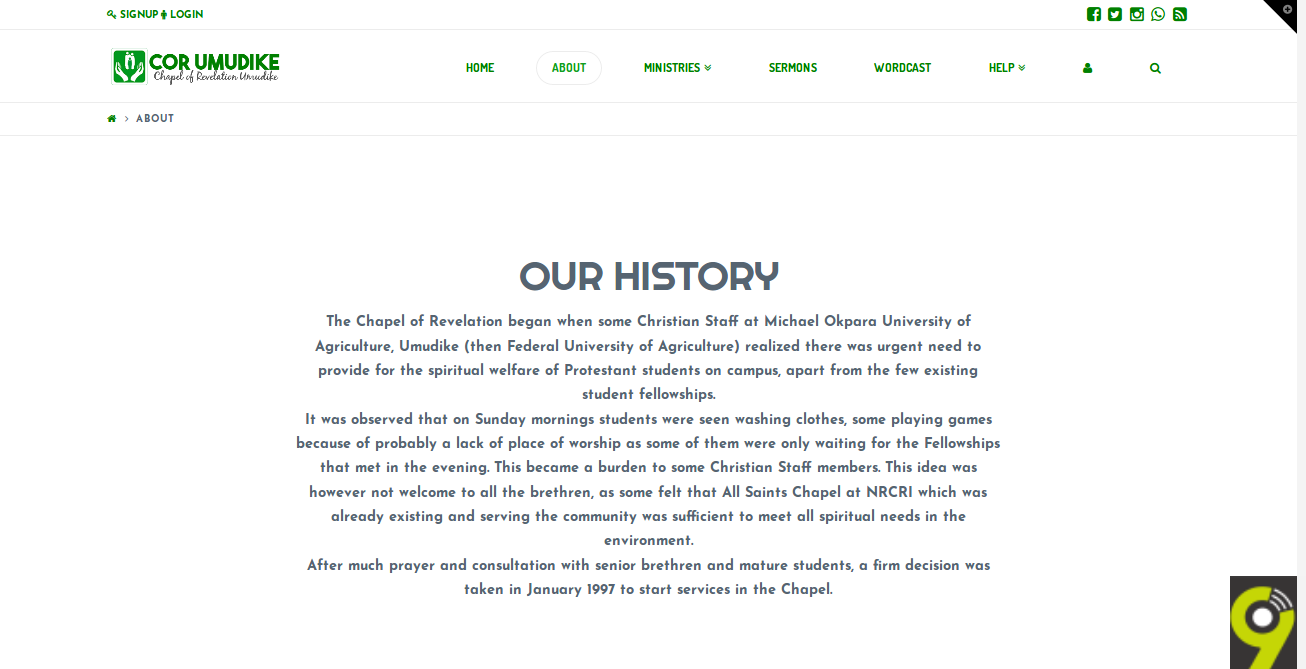 SIGNUP LOGIN
COR UMUDIKE
Chapel of Revelation Umudike
HOME
ABOUT
MINISTRIES
SERMONS
WORDCAST
HELP
ABOUT
OUR HISTORY
The Chapel of Revelation began when some Christian Staff at Michael Okpara University of
Agriculture, Umudike (then Federal University of Agriculture) realized there was urgent need to
provide for the spiritual welfare of Protestant students on campus, apart from the few existing
student fellowships.
It was observed that on Sunday mornings students were seen washing clothes, some playing games
because of probably a lack of place of worship as some of them were only waiting for the Fellowships
that met in the evening. This became a burden to some Christian Staff members. This idea was
however not welcome to all the brethren, as some felt that All Saints Chapel at NRCRI which was
already existing and serving the community was sufficient to meet all spiritual needs in the
environment.
After much prayer and consultation with senior brethren and mature students, a firm decision was
taken in January 1997 to start services in the Chapel.
9